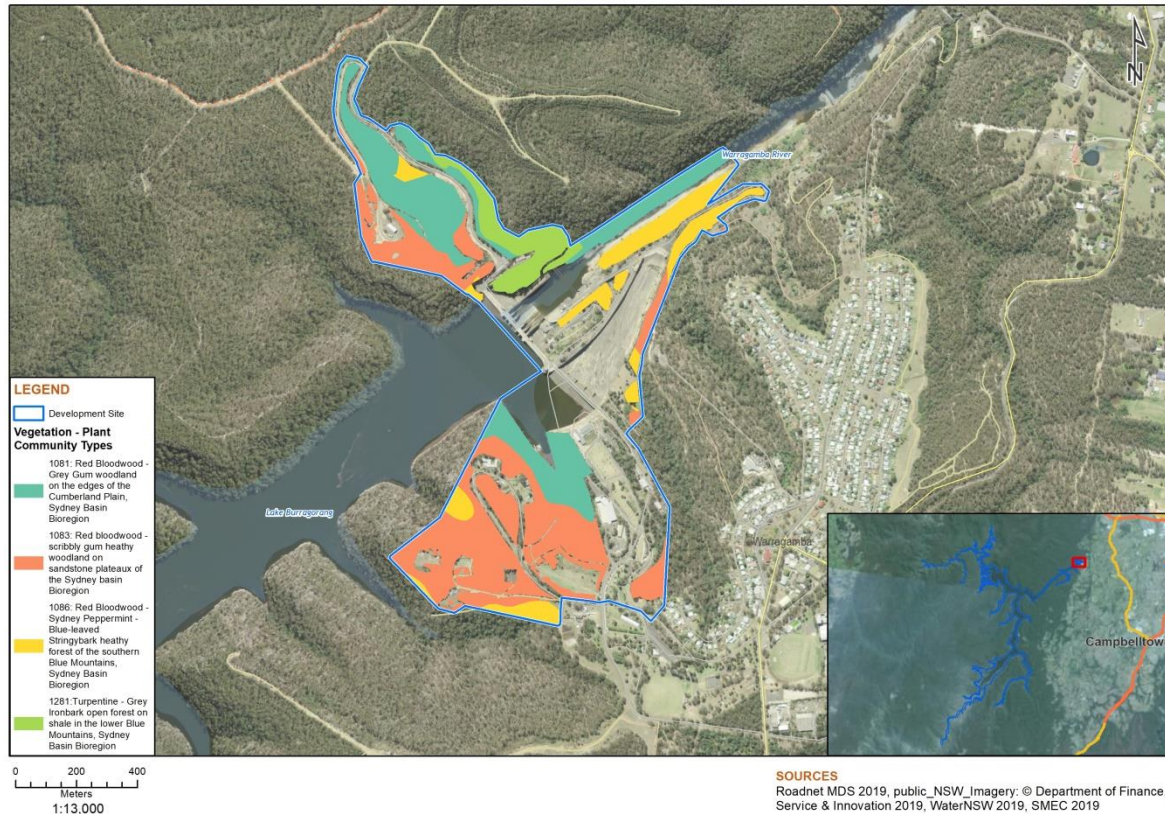 N
Warragamba River
Lake Burragorang
Warragamba
LEGEND
Development Site
Vegetation - Plant
Community Types
1081: Red Bloodwood -
Grey Gum woodland
on the edges of the
Cumberland Plain,
Sydney Basin
Bioregion
1083: Red bloodwood -
scribbly gum heathy
woodland on
sandstone plateaux of
the Sydney basin
Bioregion
1086: Red Bloodwood -
Sydney Peppermint -
Blue-leaved
Stringybark heathy
forest of the southern
Blue Mountains,
Sydney Basin
Bioregion
1281:Turpentine - Grey
Ironbark open forest on
shale in the lower Blue
Mountains, Sydney
Basin Bioregion
Campbelltow
0 200 400
Meters
1:13,000
SOURCES
Roadnet MDS 2019, public_NSW_Imagery: © Department of Finance,
Service & Innovation 2019, WaterNSW 2019, SMEC 2019